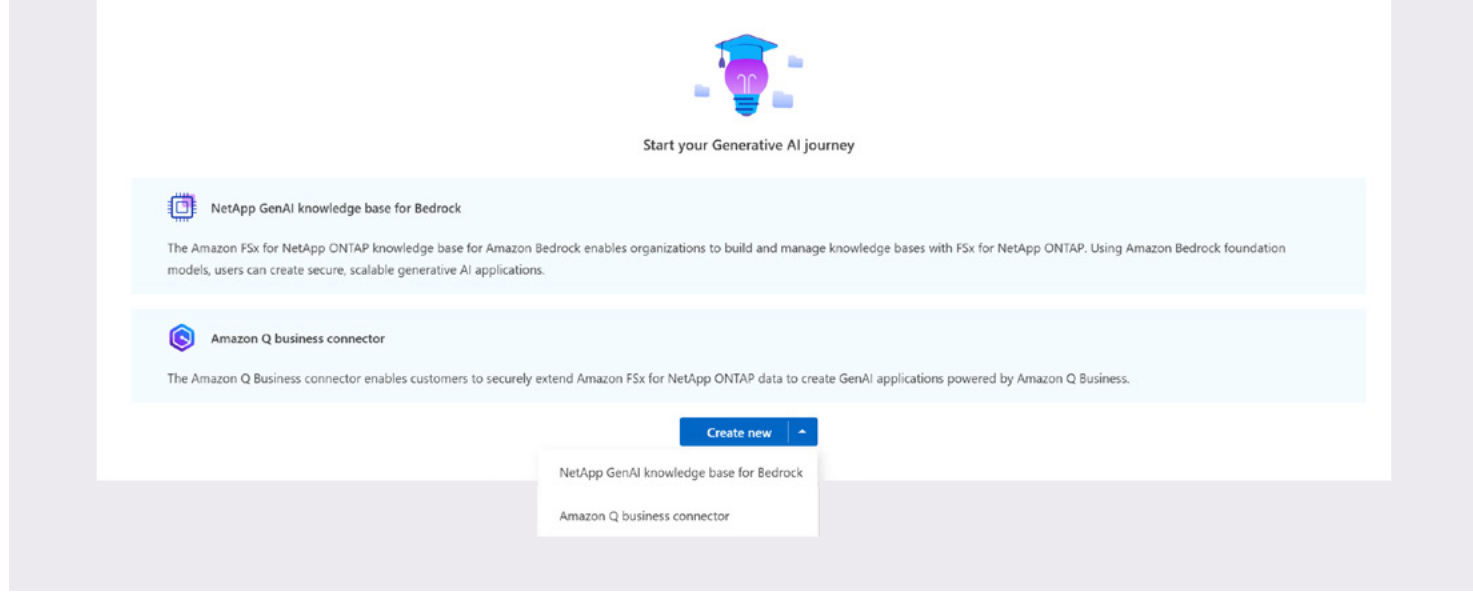 Start your Generative AI journey
NetApp GenAI knowledge base for Bedrock
The Amazon FSx for NetApp ONTAP knowledge base for Amazon Bedrock enables organizations to build and manage knowledge bases with FSx for NetApp ONTAP. Using Amazon Bedrock foundation
models, users can create secure, scalable generative AI applications.
Amazon Q business connector
The Amazon Q Business connector enables customers to securely extend Amazon FSx for NetApp ONTAP data to create GenAI applications powered by Amazon Q Business.
Create new
NetApp GenAI knowledge base for Bedrock
Amazon Q business connector